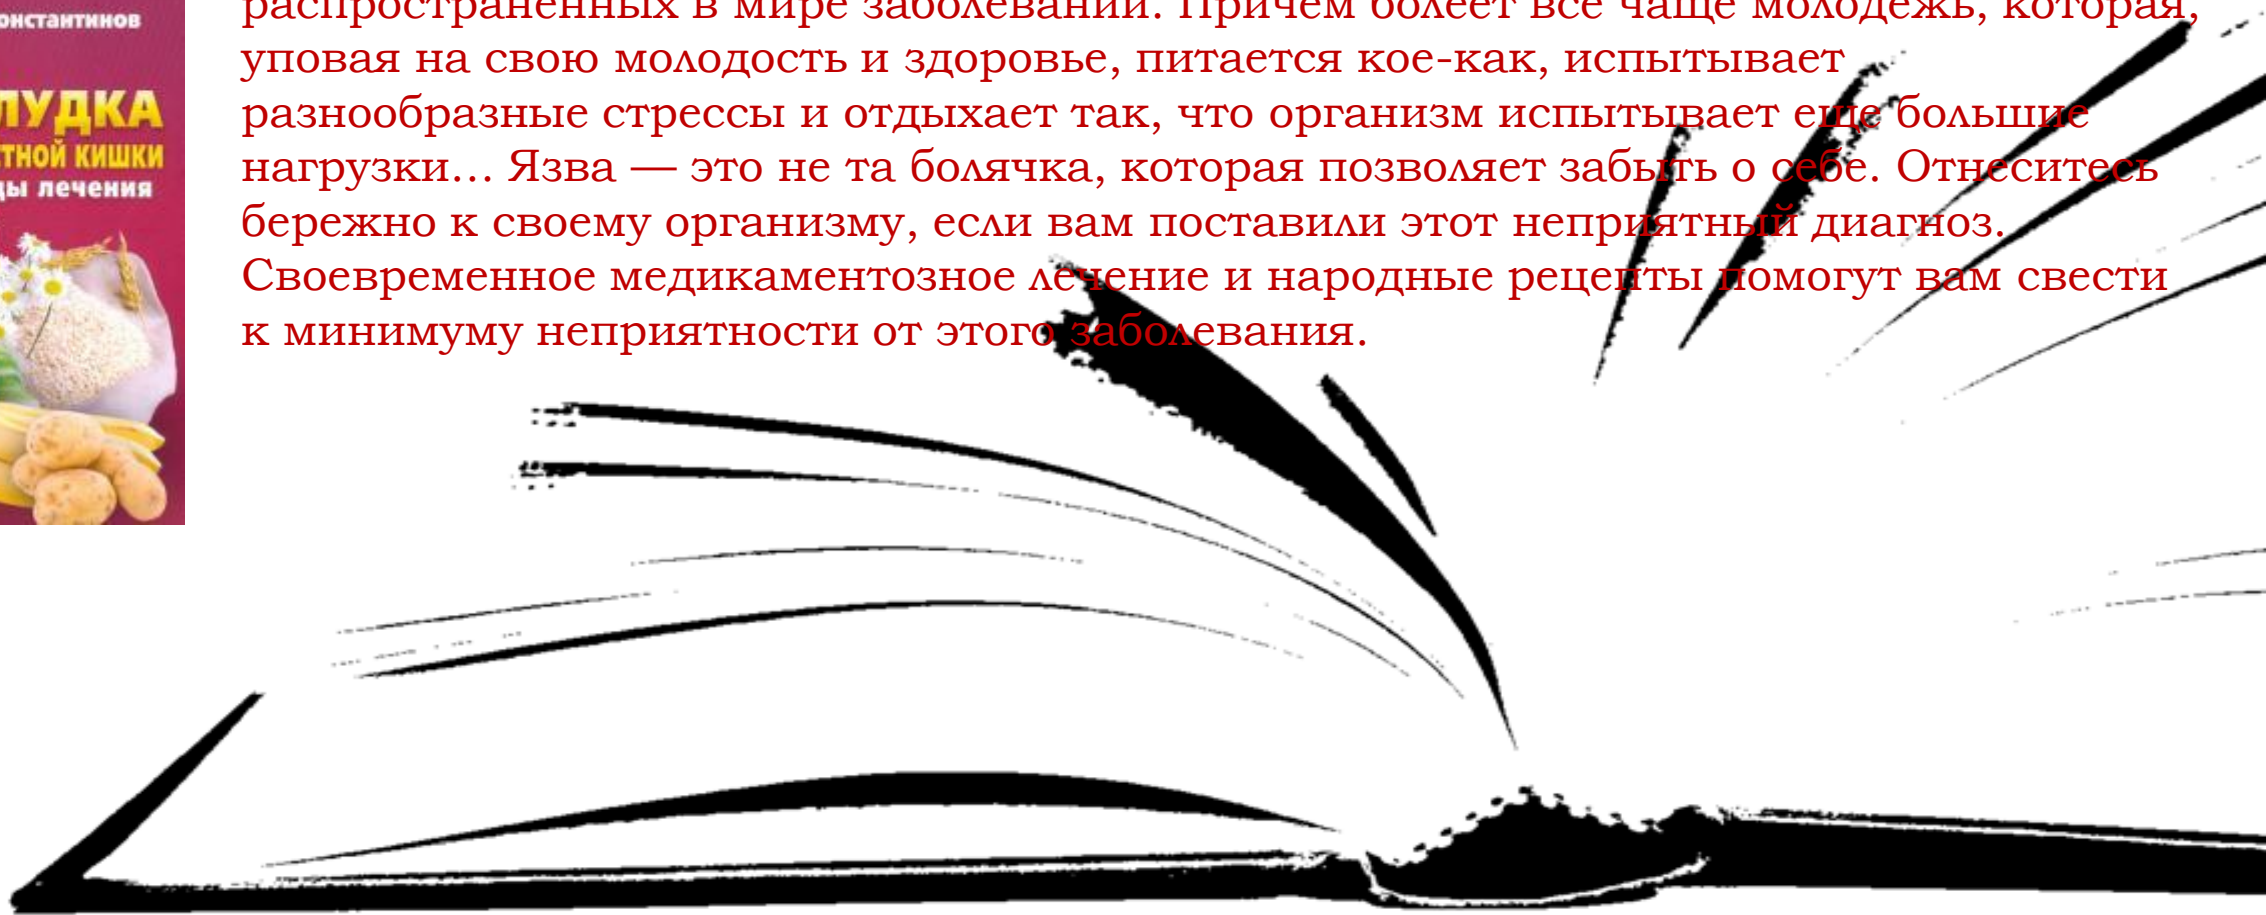 распространенных в мире заболеваний. Причем болеет все чаще молодежь, которая,
уповая на свою молодость и здоровье, питается кое-как, испытывает
разнообразные стрессы и отдыхает так, что организм испытывает еще большие
нагрузки... Язва — это не та болячка, которая позволяет забыть о себе. Отнеситесь
бережно к своему организму, если вам поставили этот неприятный диагноз.
Своевременное медикаментозное лечение и народные рецепты помогут вам свести
к минимуму неприятности от этого заболевания.
онстантинов
ЛУДКА
ТНОЙ КИШКИ
ды лечения